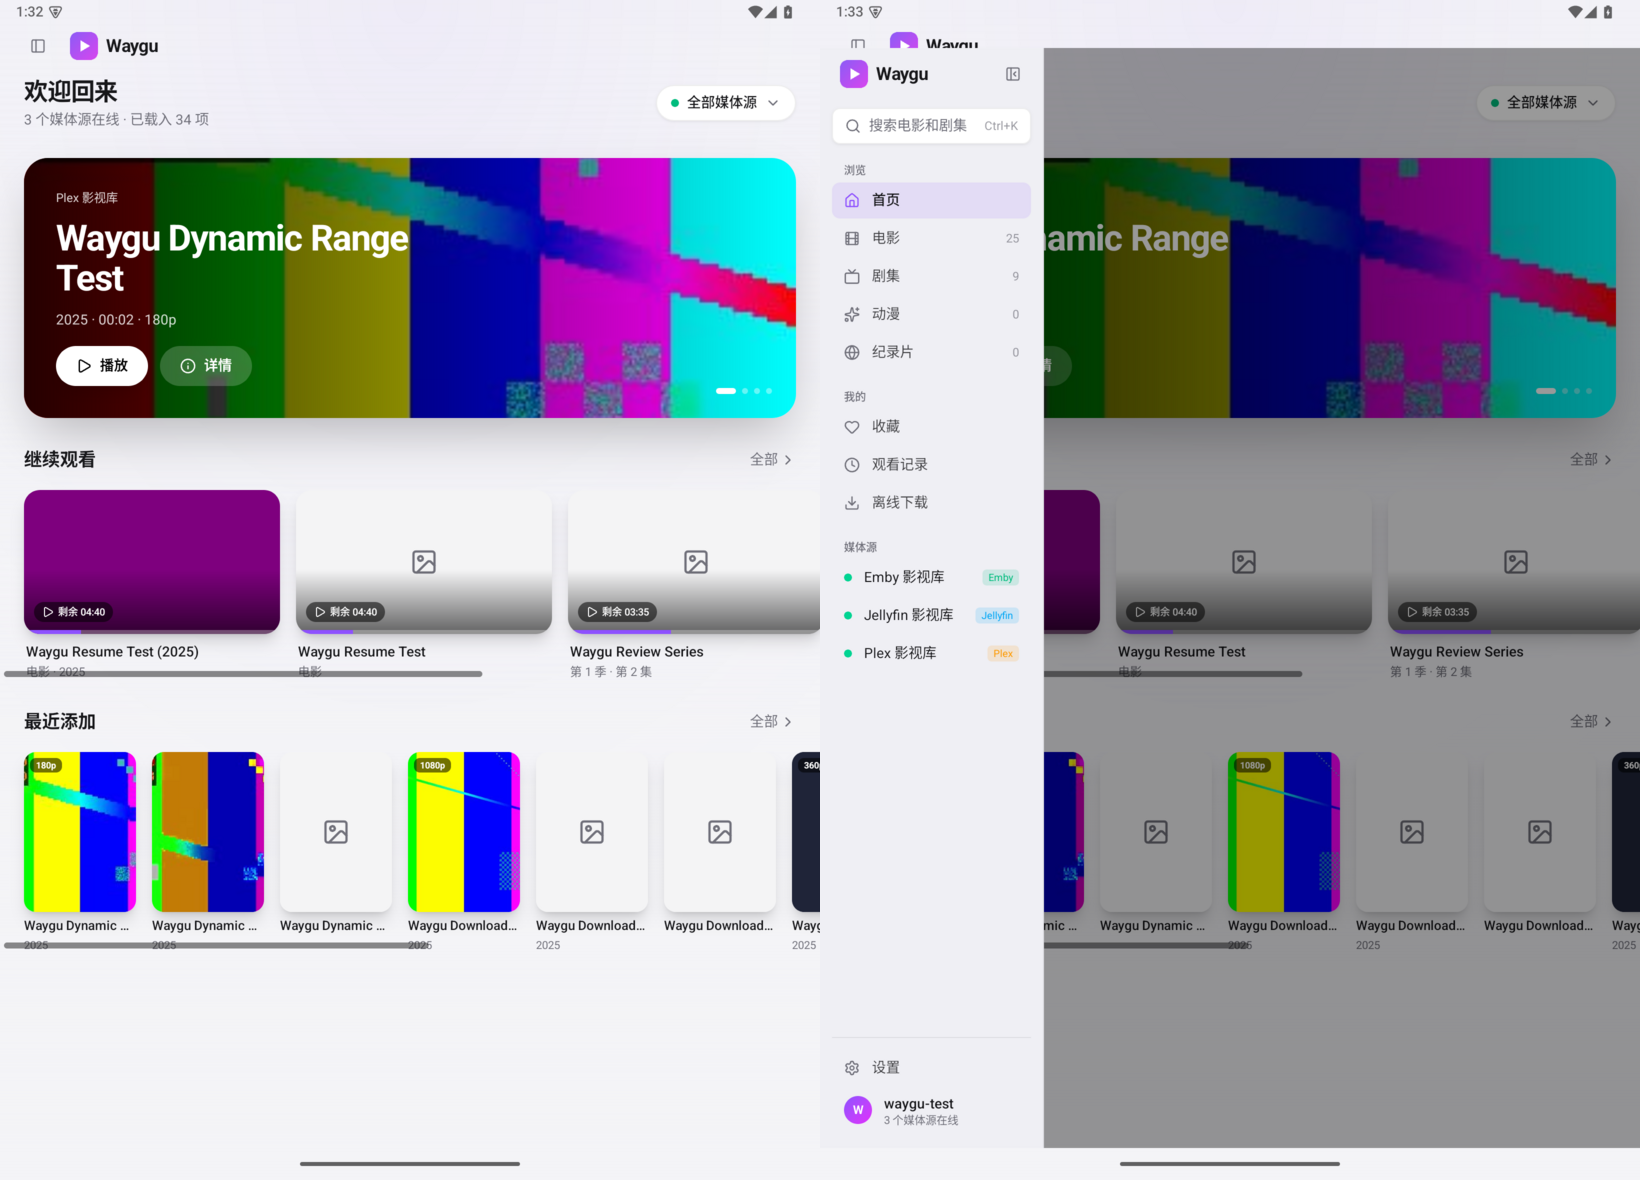 1:32
Waygu
欢迎回来
3 个媒体源在线 · 已载入 34 项
全部媒体源
Plex 影视库
Waygu Dynamic Range
Test
2025 · 00:02 · 180p
播放
详情
继续观看
全部
剩余 04:40
剩余 04:40
剩余 03:35
Waygu Resume Test (2025)
电影 · 2025
Waygu Resume Test
电影
Waygu Review Series
第 1 季 · 第 2 集
最近添加
全部
180p
1080p
360p
Waygu Dynamic ...
2025
Waygu Dynamic ...
2025
Waygu Dynamic ...
Waygu Download...
2025
Waygu Download...
2025
Waygu Download...
Wayg
2025
1:33
Waygu
Waygu
搜索电影和剧集
Ctrl+K
浏览
首页
电影
25
剧集
9
动漫
0
纪录片
0
我的
收藏
观看记录
离线下载
媒体源
Emby 影视库
Emby
Jellyfin 影视库
Jellyfin
Plex 影视库
Plex
设置
W
waygu-test
3 个媒体源在线
全部媒体源
amic Range
情
全部
剩余 04:40
剩余 03:35
Waygu Resume Test
电影
Waygu Review Series
第 1 季 · 第 2 集
全部
1080p
360
mic ...
Waygu Dynamic ...
Waygu Download...
2025
Waygu Download...
2025
Waygu Download...
Wayg
2025